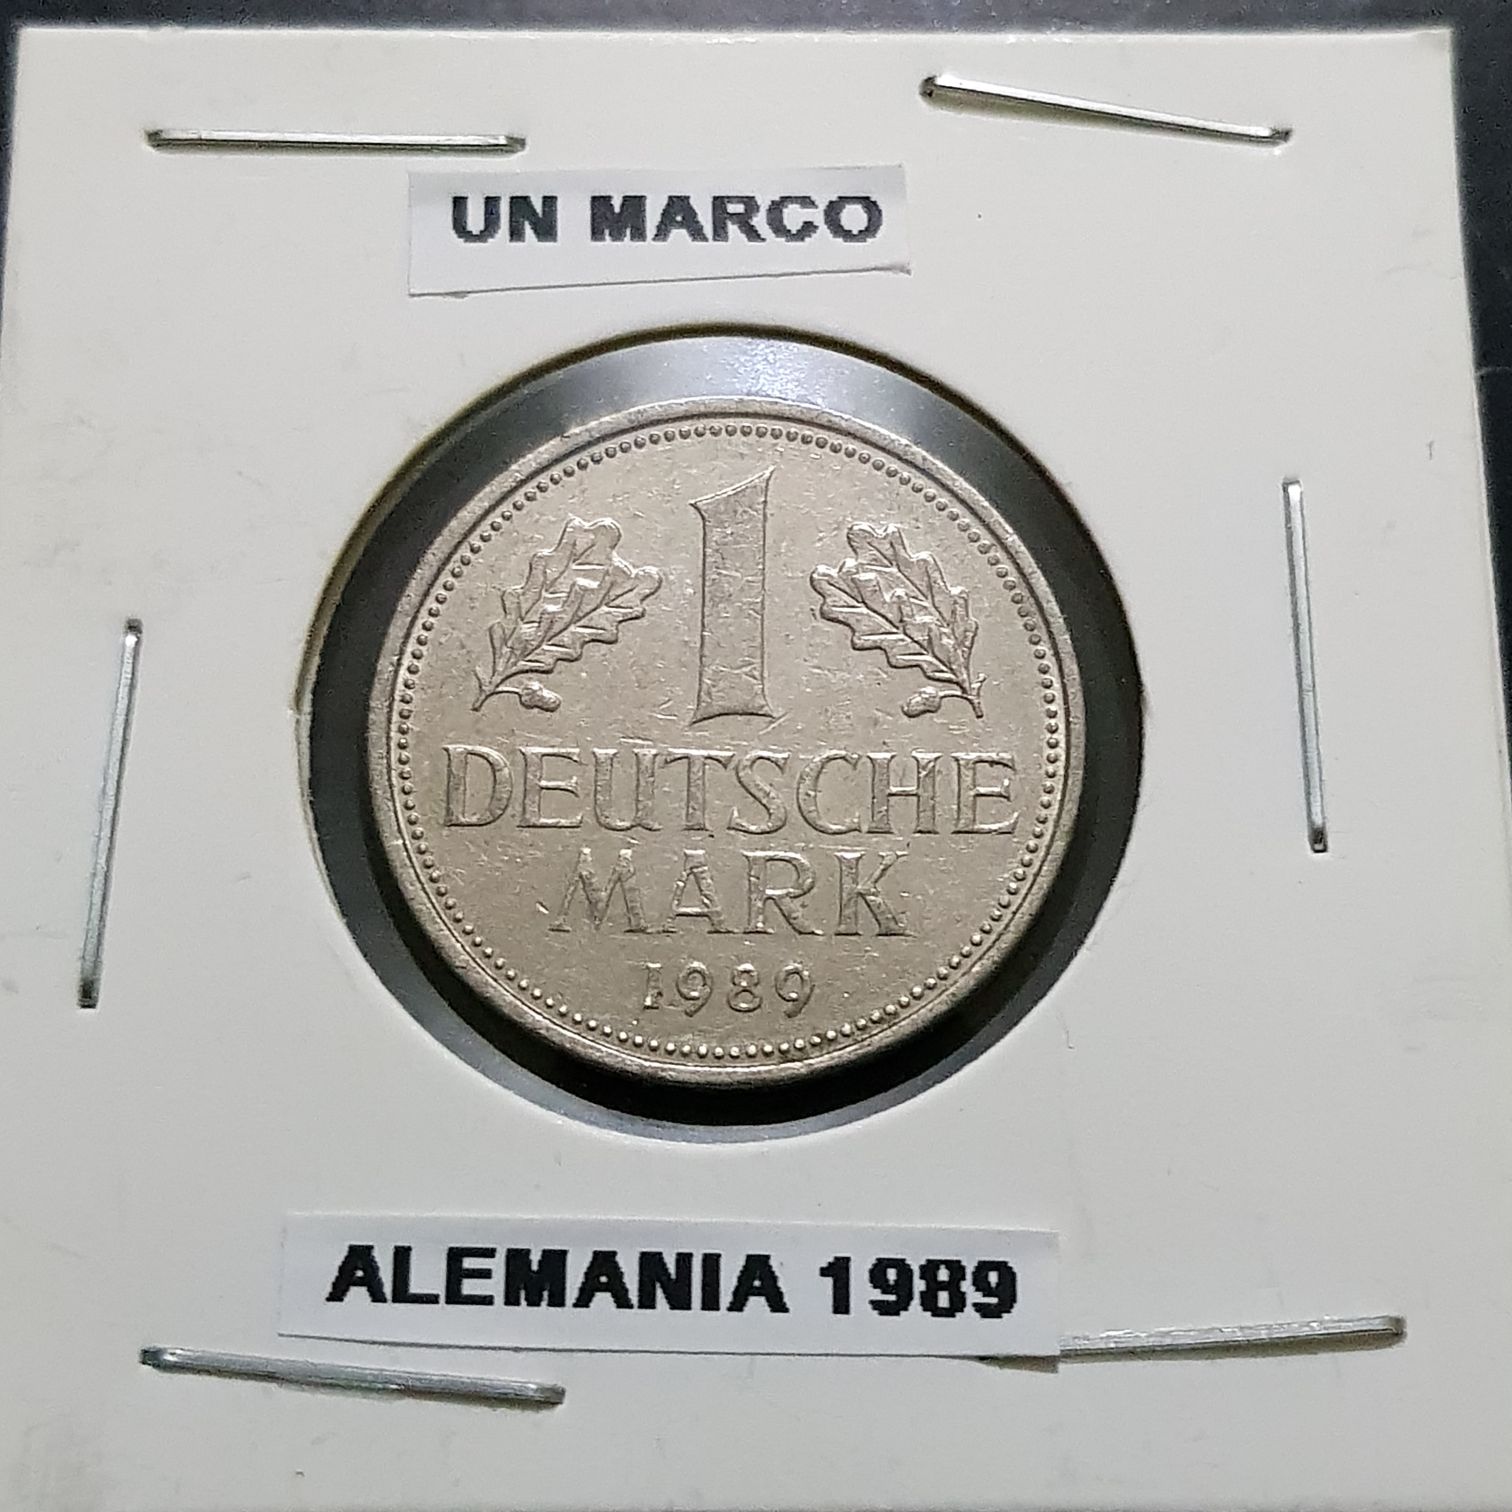 UN MARCO
1
DEUTSCHE
MARK
1989
ALEMANIA 1989